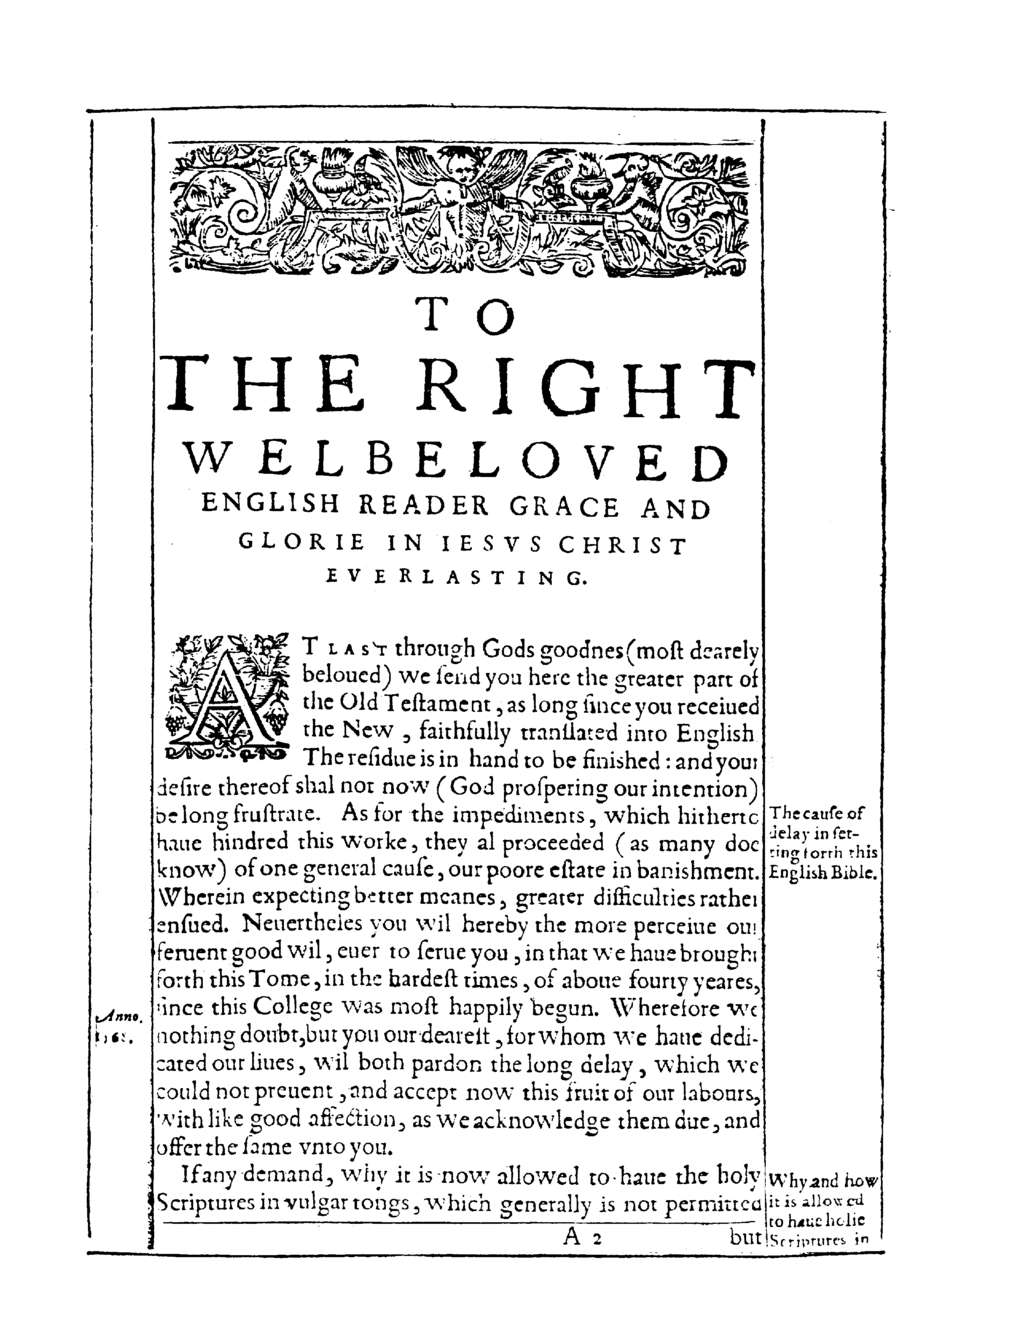 TO
THE RIGHT
WELBELOVED
ENGLISH READER GRACE AND
GLORIE IN IESVS CHRIST
EVERLASTING.
AT LAST through Gods goodnes (moſt dearely
beloued) we ſend you here the greater part of
the Old Teſtament, as long ſince you receiued
the New, faithfully tranſlated into English
The reſidue is in hand to be finished: and your
deſire thereof shal not now (God proſpering our intention)
be long fruſtrate. As for the impediments, which hitherto
haue hindred this worke, they al proceeded (as many doe
know) of one general cauſe, our poore eſtate in banishment.
Wherein expecting better meanes, greater difficulties rather
enſued. Neuertheles you wil hereby the more perceiue our
feruent good wil, euer to ſerue you, in that we haue brought
forth this Tome, in the hardeſt times, of aboue fourty yeares,
ſince this College was moſt happily begun. Wherefore we
nothing doubt, but you our deareſt, for whom we haue dedi-
cated our liues, wil both pardon the long delay, which we
could not preuent, and accept now this fruit of our labours,
with like good affection, as we acknowledge them due, and
offer the ſame vnto you.
If any demand, why it is now allowed to haue the holy
Scriptures in vulgar tongs, which generally is not permitted
A 2
but
The cauſe of
delay in ſet-
ting forth this
English Bible.
Anno.
Why and how
it is allowed
to haue holie
Scriptures in